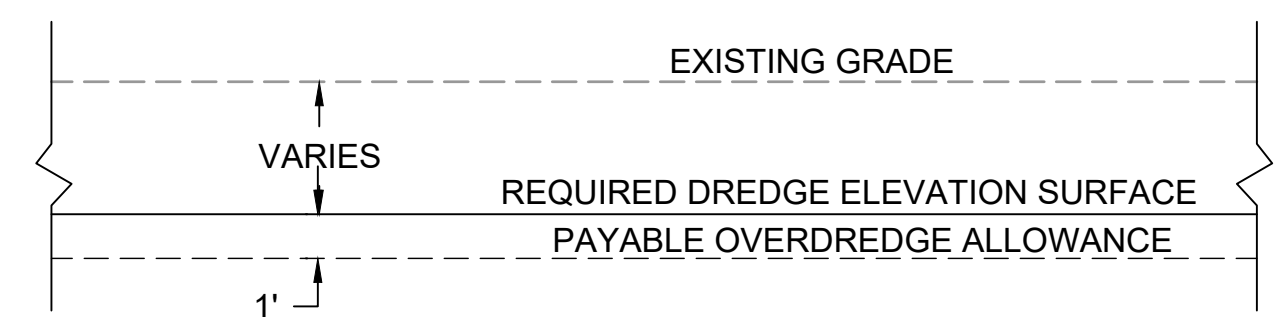 EXISTING GRADE
VARIES
REQUIRED DREDGE ELEVATION SURFACE
PAYABLE OVERDREDGE ALLOWANCE
1'